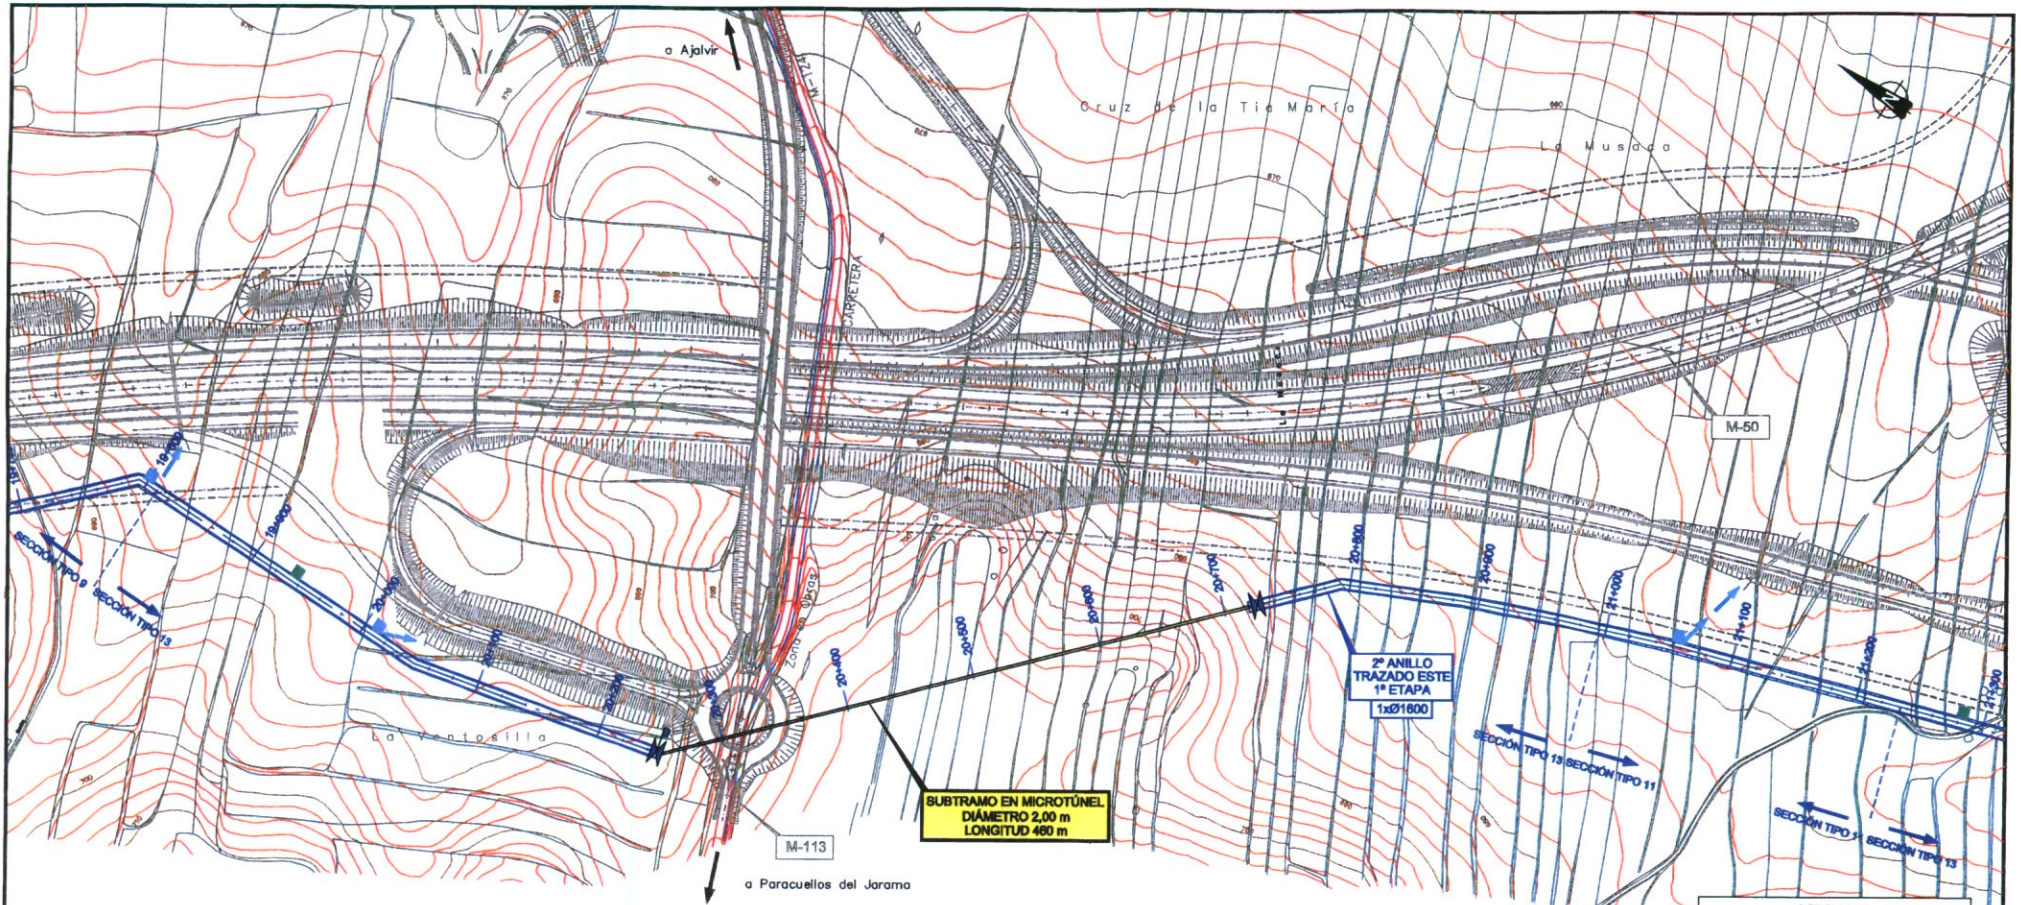 a Ajalvir
M-124
CARRETERA
Cruz de la Tía María
La Musaca
N
M-50
19+800
19+900
20+000
20+100
20+200
20+300
20+400
20+500
20+600
20+700
20+800
20+900
21+000
21+100
21+200
21+300
SECCIÓN TIPO 9
SECCIÓN TIPO 13
La Ventosilla
Zona en Obras
2º ANILLO
TRAZADO ESTE
1ª ETAPA
1xØ1600
SECCIÓN TIPO 13
SECCIÓN TIPO 11
SECCIÓN TIPO 11
SECCIÓN TIPO 13
SUBTRAMO EN MICROTÚNEL
DIÁMETRO 2,00 m
LONGITUD 460 m
M-113
a Paracuellos del Jarama